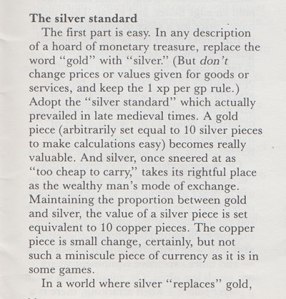 The silver standard
The first part is easy. In any description
of a hoard of monetary treasure, replace the
word “gold” with “silver.” (But don’t
change prices or values given for goods or
services, and keep the 1 xp per gp rule.)
Adopt the “silver standard” which actually
prevailed in late medieval times. A gold
piece (arbitrarily set equal to 10 silver pieces
to make calculations easy) becomes really
valuable. And silver, once sneered at as
“too cheap to carry,” takes its rightful place
as the wealthy man’s mode of exchange.
Maintaining the proportion between gold
and silver, the value of a silver piece is set
equivalent to 10 copper pieces. The copper
piece is small change, certainly, but not
such a miniscule piece of currency as it is in
some games.
In a world where silver “replaces” gold,